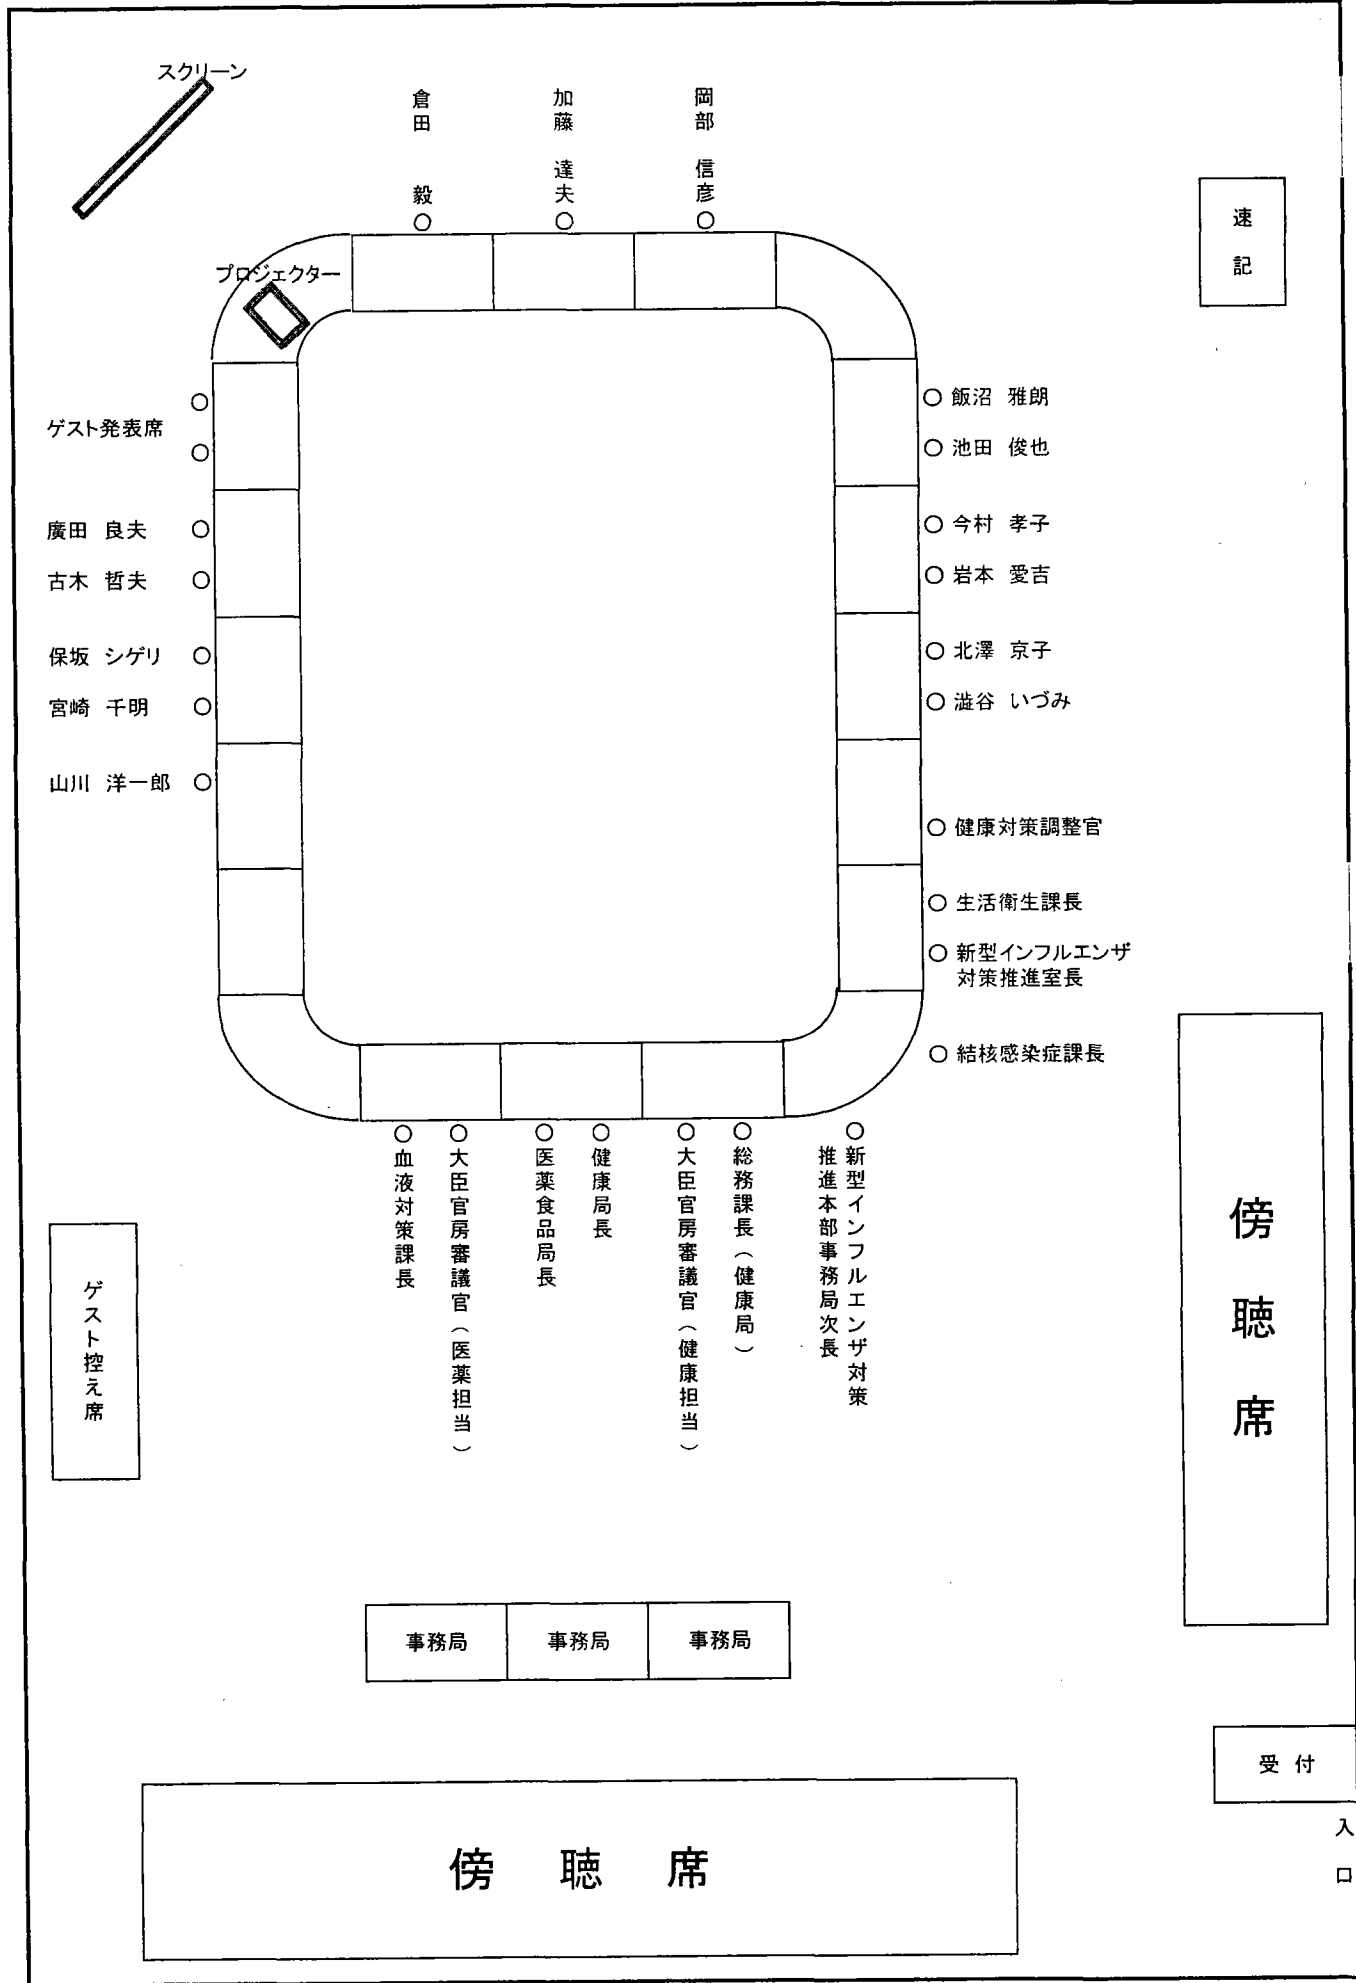 スクリーン
倉田 毅
加藤 達夫
岡部 信彦
速記
プロジェクター
ゲスト発表席
廣田 良夫
古木 哲夫
保坂 シゲリ
宮崎 千明
山川 洋一郎
飯沼 雅朗
池田 俊也
今村 孝子
岩本 愛吉
北澤 京子
澁谷 いづみ
健康対策調整官
生活衛生課長
新型インフルエンザ
対策推進室長
結核感染症課長
血液対策課長
大臣官房審議官(医薬担当)
医薬食品局長
健康局長
大臣官房審議官(健康担当)
総務課長(健康局)
新型インフルエンザ対策
推進本部事務局次長
ゲスト控え席
傍聴席
事務局
事務局
事務局
受付
入口
傍聴席